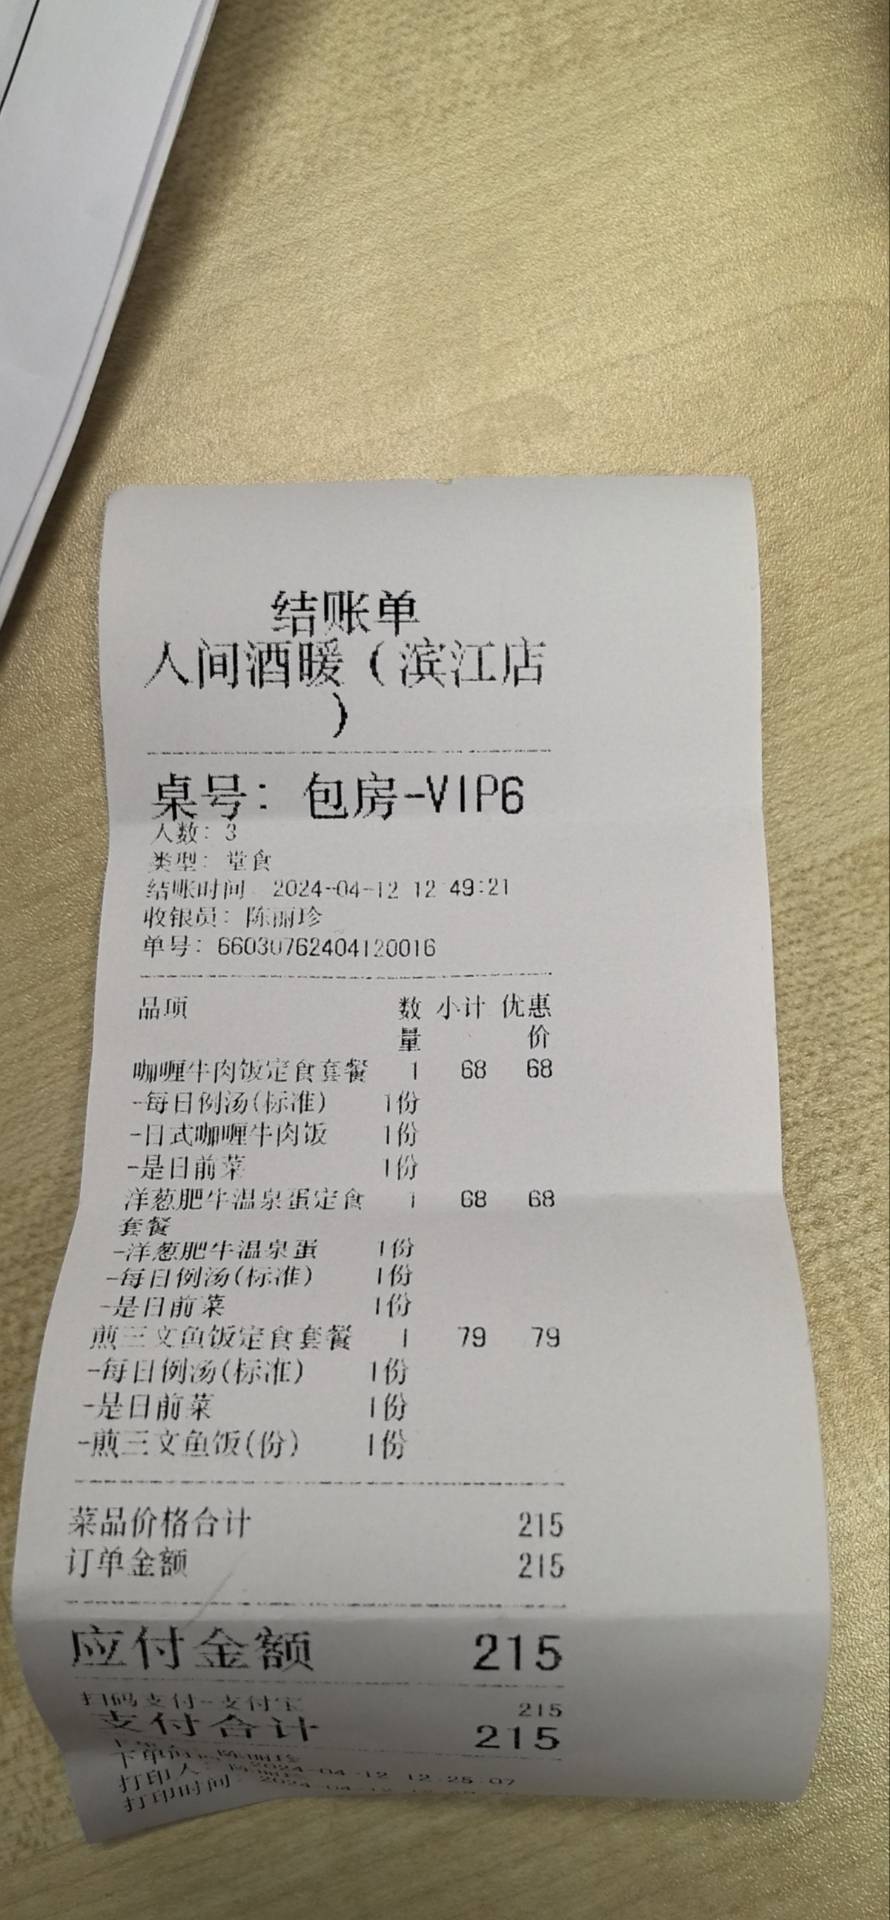 结账单
人间酒暖（滨江店
）
桌号：包房-VIP6
人数：3
类型：堂食
结账时间 2024-04-12 12:49:21
收银员：陈丽珍
单号：66030762404120016
品项 数量 小计 优惠价
咖喱牛肉饭定食套餐 1 68 68
-每日例汤(标准) 1份
-日式咖喱牛肉饭 1份
-是日前菜 1份
洋葱肥牛温泉蛋定食 1 68 68
套餐
-洋葱肥牛温泉蛋 1份
-每日例汤(标准) 1份
-是日前菜 1份
煎三文鱼饭定食套餐 1 79 79
-每日例汤(标准) 1份
-是日前菜 1份
-煎三文鱼饭(份) 1份
菜品价格合计 215
订单金额 215
应付金额 215
扫码支付-支付宝 215
支付合计 215
打印人：
打印时间：